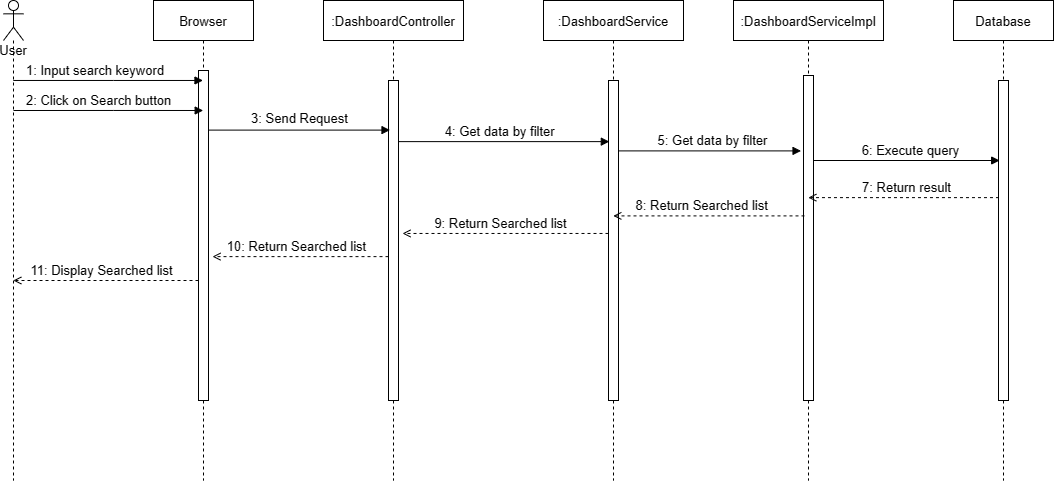 Browser
:DashboardController
:DashboardService
:DashboardServiceImpl
Database
User
1: Input search keyword
2: Click on Search button
3: Send Request
4: Get data by filter
5: Get data by filter
6: Execute query
7: Return result
8: Return Searched list
9: Return Searched list
10: Return Searched list
11: Display Searched list